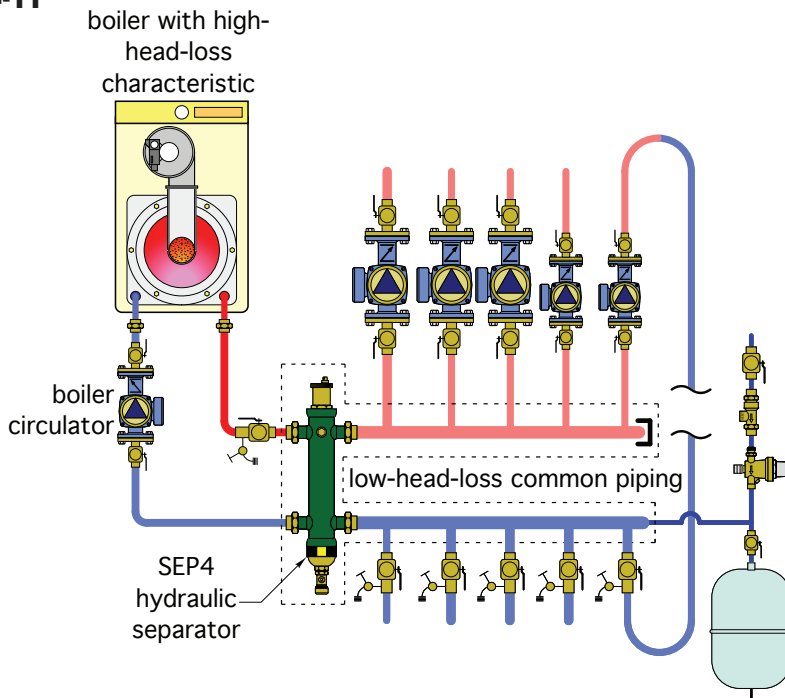 boiler with high-
head-loss
characteristic
boiler
circulator
low-head-loss common piping
SEP4
hydraulic
separator